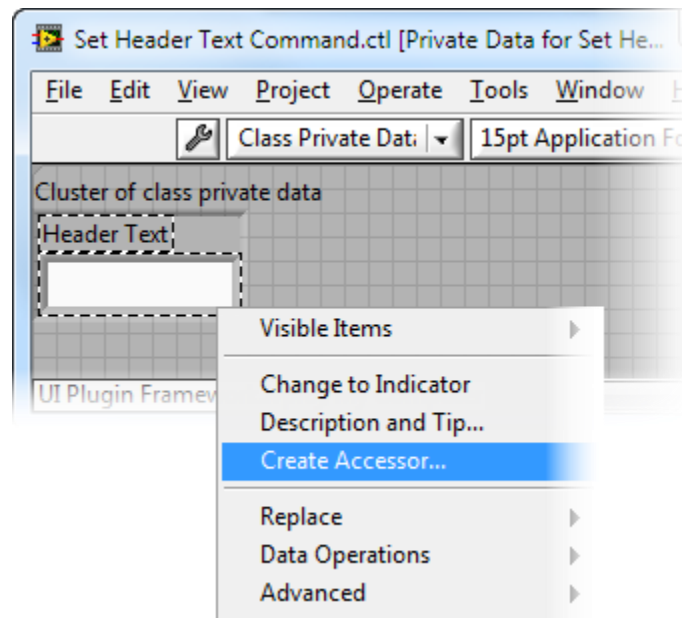 Set Header Text Command.ctl [Private Data for Set He...
File Edit View Project Operate Tools Window
Class Private Dat 15pt Application Fo
Cluster of class private data
Header Text
UI Plugin Framew
Visible Items
Change to Indicator
Description and Tip...
Create Accessor...
Replace
Data Operations
Advanced